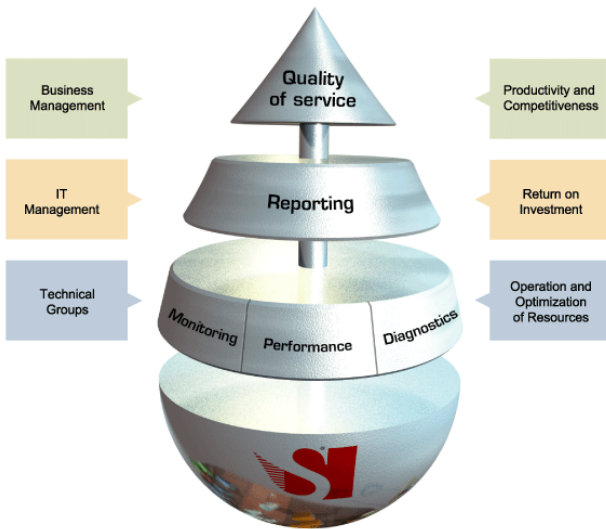 Quality
of service
Business
Management
Productivity and
Competitiveness
Reporting
IT
Management
Return on
Investment
Technical
Groups
Monitoring
Performance
Diagnostics
Operation and
Optimization
of Resources
SI